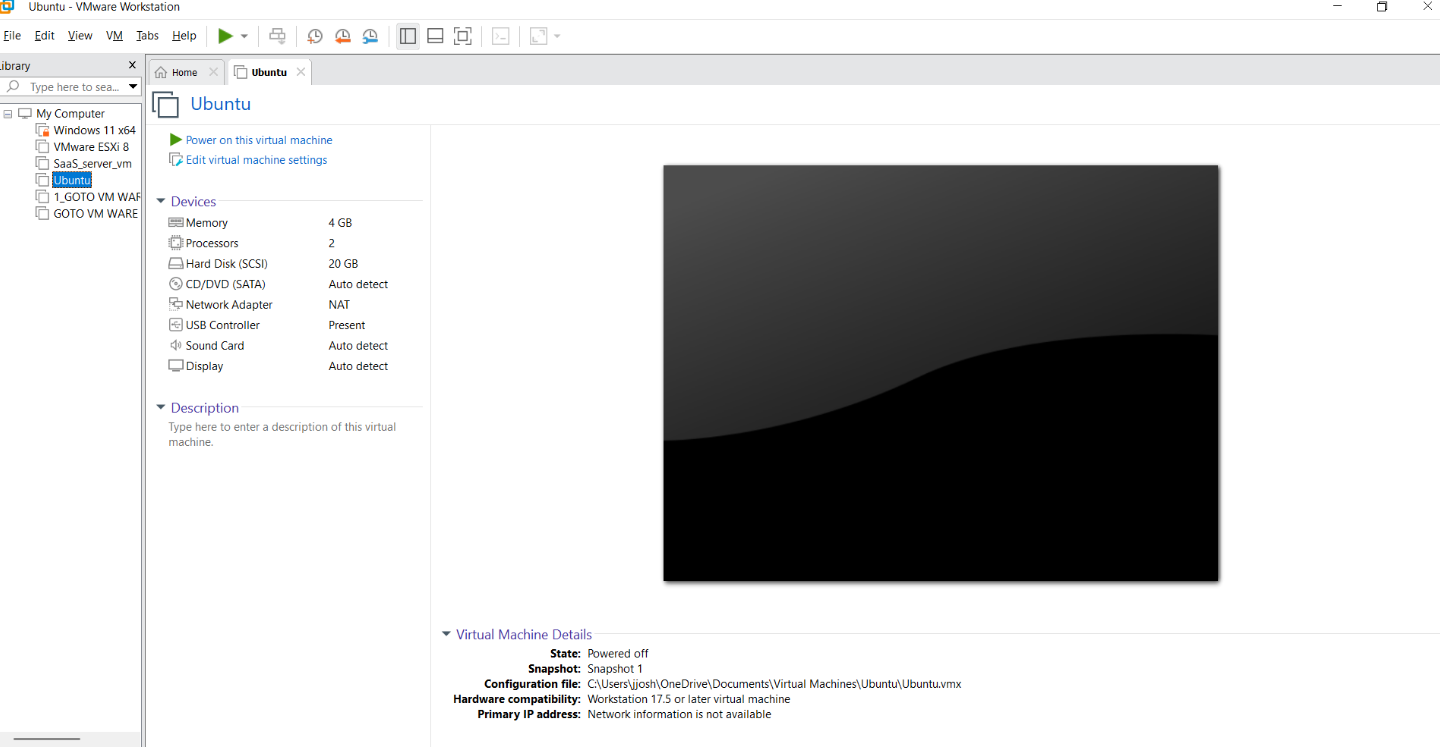 Ubuntu - VMware Workstation
File Edit View VM Tabs Help
ibrary
Type here to sea...
My Computer
Windows 11 x64
VMware ESXi 8
SaaS_server_vm
Ubuntu
1_GOTO VM WAR
GOTO VM WARE
Home
Ubuntu
Ubuntu
Power on this virtual machine
Edit virtual machine settings
Devices
Memory 4 GB
Processors 2
Hard Disk (SCSI) 20 GB
CD/DVD (SATA) Auto detect
Network Adapter NAT
USB Controller Present
Sound Card Auto detect
Display Auto detect
Description
Type here to enter a description of this virtual
machine.
Virtual Machine Details
State: Powered off
Snapshot: Snapshot 1
Configuration file: C:\Users\jjosh\OneDrive\Documents\Virtual Machines\Ubuntu\Ubuntu.vmx
Hardware compatibility: Workstation 17.5 or later virtual machine
Primary IP address: Network information is not available